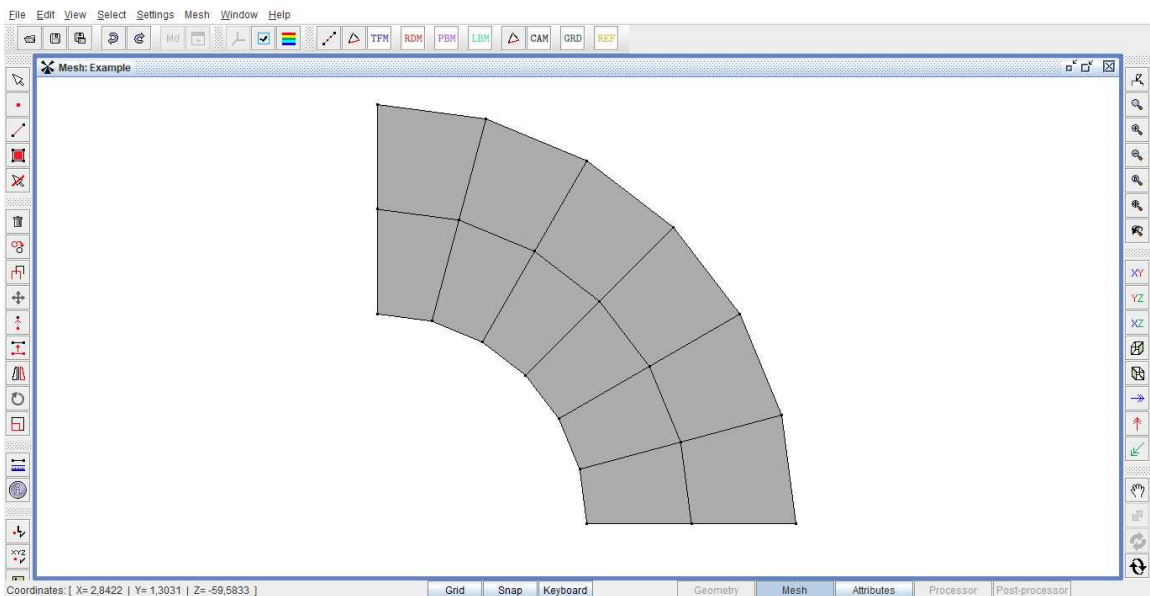 File Edit View Select Settings Mesh Window Help
Md TFM RDM PBM LBM CAM GRD REF
Mesh: Example
XY
YZ
XZ
XYZ
Coordinates: [ X= 2,8422 | Y= 1,3031 | Z= -59,5833 ] Grid Snap Keyboard Geometry Mesh Attributes Processor Post-processor